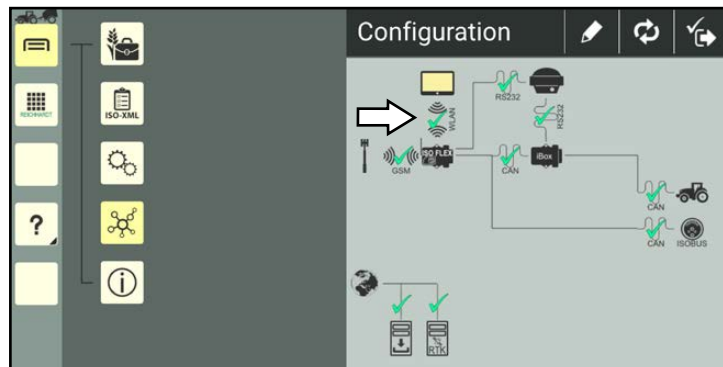 Configuration
REICHHARDT
ISO-XML
?
RS232
WLAN
RS232
GSM
ISO FLEX
CAN
iBox
CAN
CAN
ISOBUS
RTK